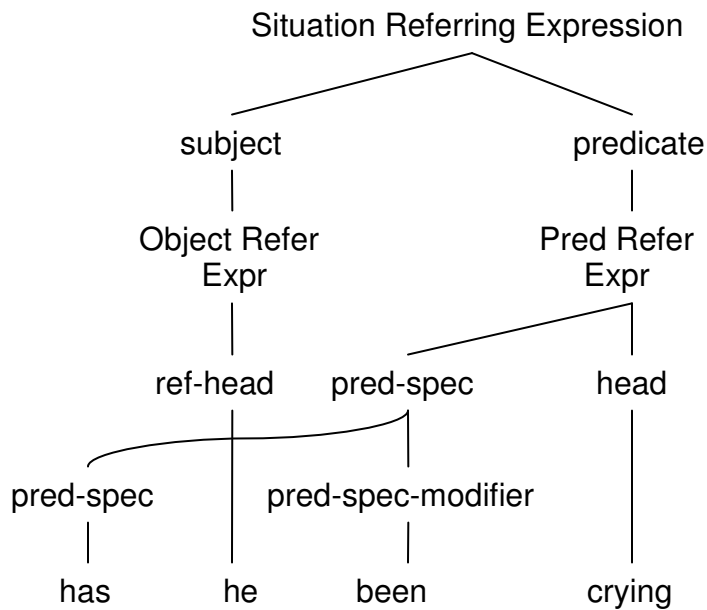 Situation Referring Expression
subject predicate
Object Refer Pred Refer
Expr Expr
ref-head pred-spec head
pred-spec pred-spec-modifier
has he been crying